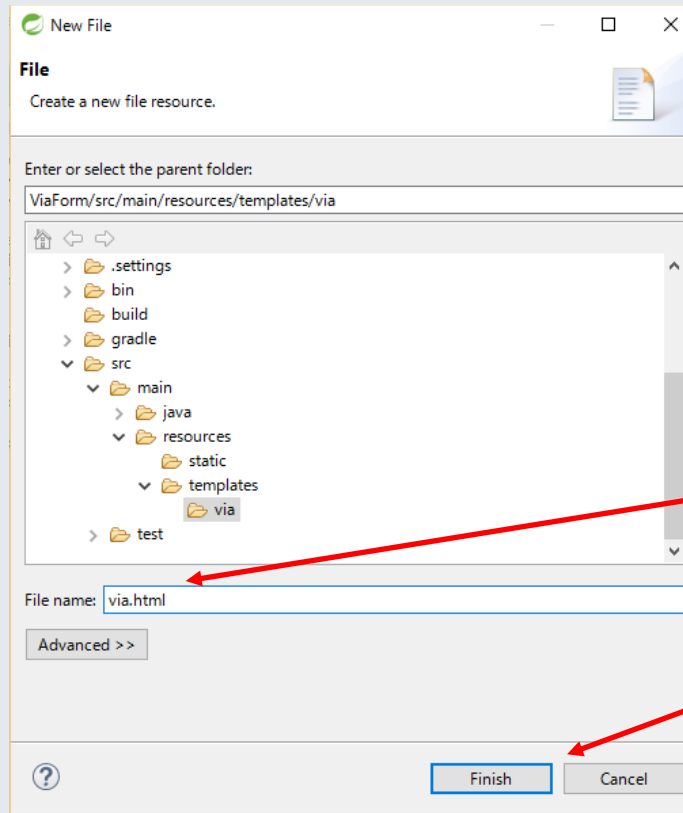 New File
File
Create a new file resource.
Enter or select the parent folder:
ViaForm/src/main/resources/templates/via
.settings
bin
build
gradle
src
main
java
resources
static
templates
via
test
File name: via.html
Advanced >>
Finish Cancel